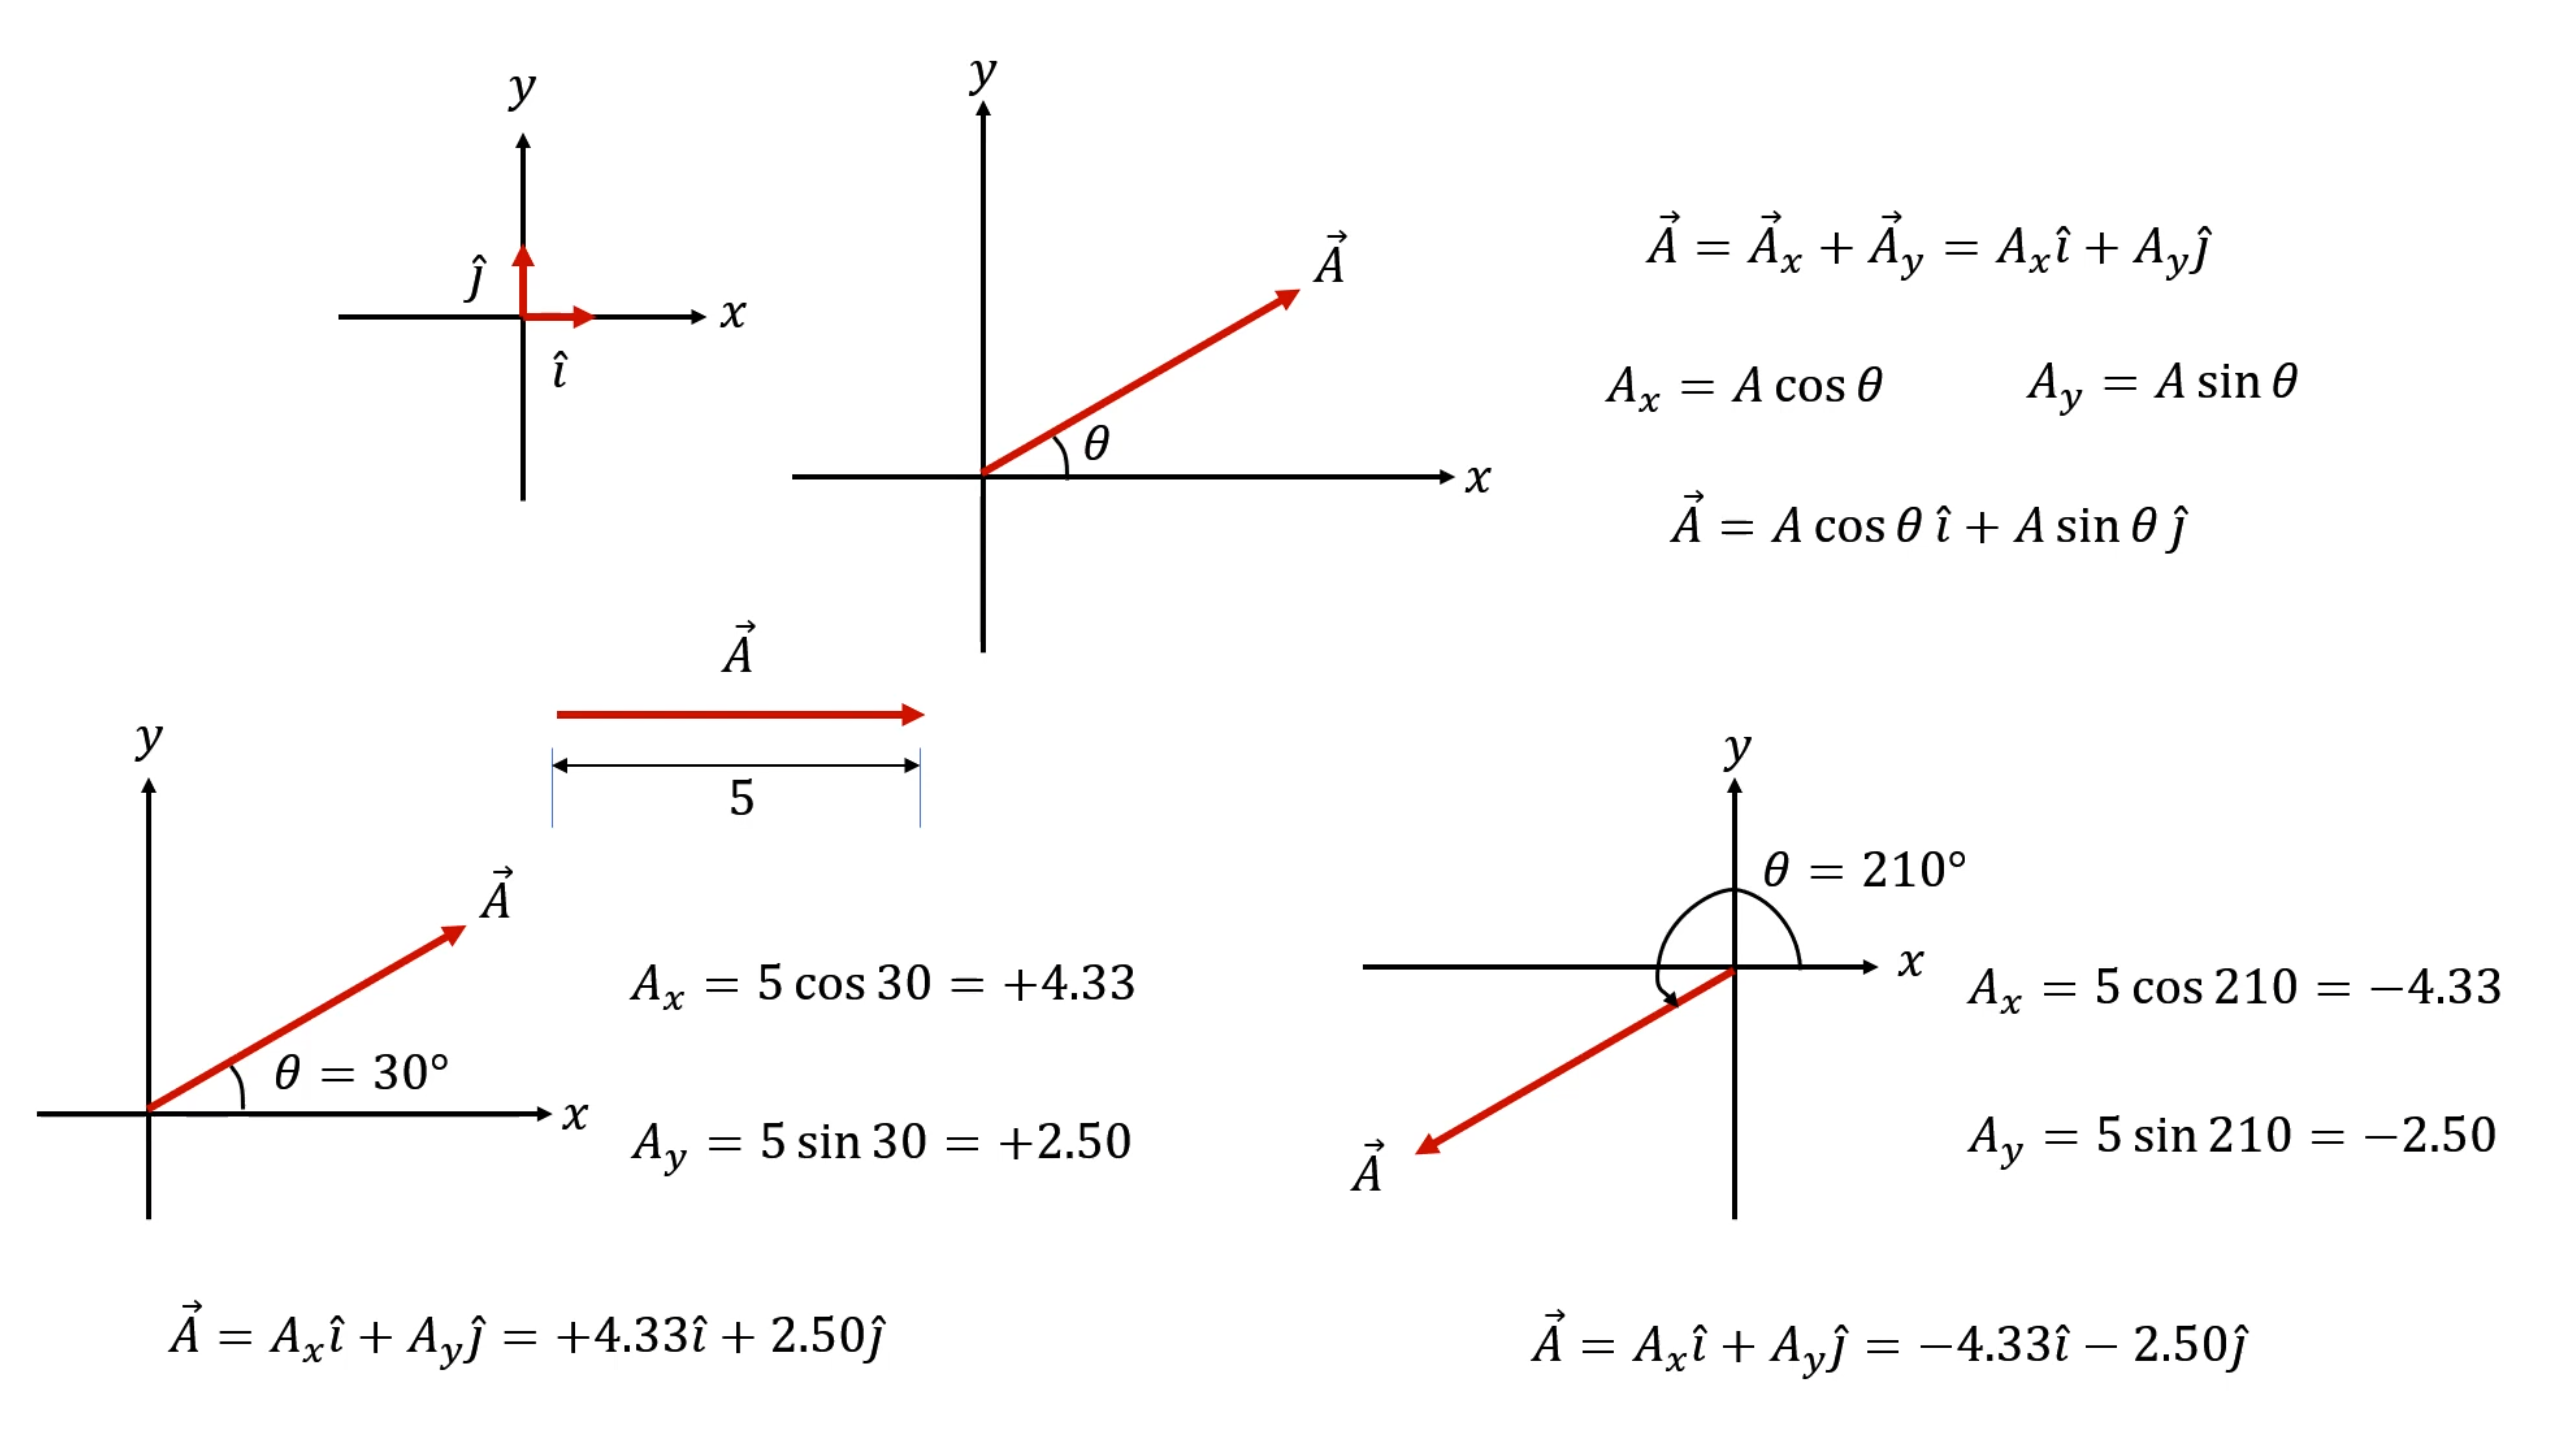 y
ĵ
x
î
y
A⃗
θ
x
A⃗ = A⃗ₓ + A⃗ᵧ = Aₓî + Aᵧĵ
Aₓ = A cos θ
Aᵧ = A sin θ
A⃗ = A cos θ î + A sin θ ĵ
A⃗
5
y
A⃗
θ = 30°
x
Aₓ = 5 cos 30 = +4.33
Aᵧ = 5 sin 30 = +2.50
A⃗ = Aₓî + Aᵧĵ = +4.33î + 2.50ĵ
y
θ = 210°
x
A⃗
Aₓ = 5 cos 210 = −4.33
Aᵧ = 5 sin 210 = −2.50
A⃗ = Aₓî + Aᵧĵ = −4.33î − 2.50ĵ